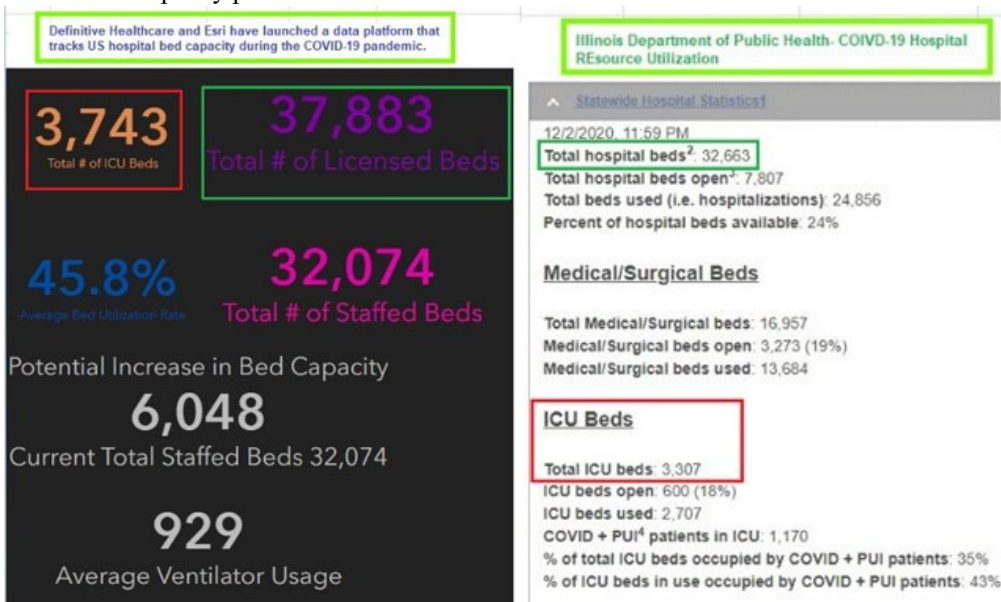 Definitive Healthcare and Esri have launched a data platform that
tracks US hospital bed capacity during the COVID-19 pandemic.
3,743
Total # of ICU Beds
37,883
Total # of Licensed Beds
45.8%
Average Bed Utilization Rate
32,074
Total # of Staffed Beds
Potential Increase in Bed Capacity
6,048
Current Total Staffed Beds 32,074
929
Average Ventilator Usage
Illinois Department of Public Health- COIVD-19 Hospital
REsource Utilization
Statewide Hospital Statistics1
12/2/2020, 11:59 PM
Total hospital beds²: 32,663
Total hospital beds open³: 7,807
Total beds used (i.e. hospitalizations): 24,856
Percent of hospital beds available: 24%
Medical/Surgical Beds
Total Medical/Surgical beds: 16,957
Medical/Surgical beds open: 3,273 (19%)
Medical/Surgical beds used: 13,684
ICU Beds
Total ICU beds: 3,307
ICU beds open: 600 (18%)
ICU beds used: 2,707
COVID + PUI⁴ patients in ICU: 1,170
% of total ICU beds occupied by COVID + PUI patients: 35%
% of ICU beds in use occupied by COVID + PUI patients: 43%